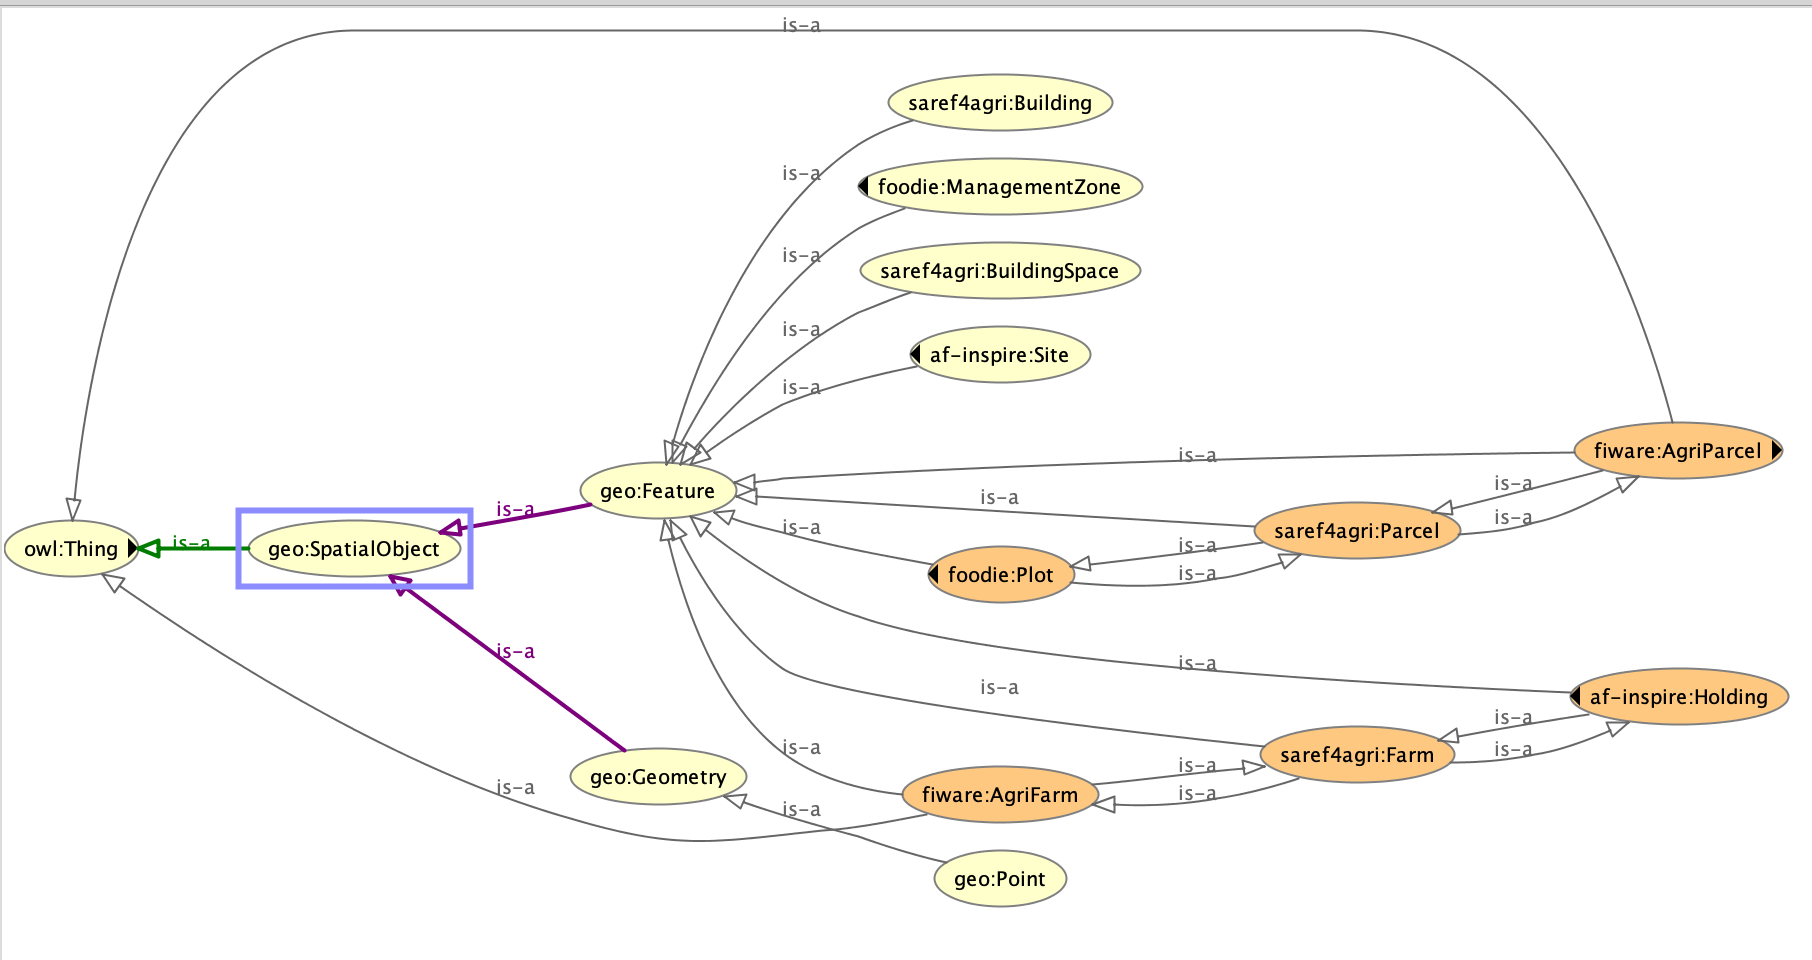 is-a
saref4agri:Building
is-a
foodie:ManagementZone
is-a
saref4agri:BuildingSpace
is-a
af-inspire:Site
is-a
fiware:AgriParcel
is-a
is-a
geo:Feature
is-a
is-a
is-a
is-a
saref4agri:Parcel
is-a
owl:Thing
is-a
geo:SpatialObject
is-a
foodie:Plot
is-a
is-a
is-a
is-a
af-inspire:Holding
is-a
is-a
is-a
saref4agri:Farm
is-a
geo:Geometry
is-a
is-a
fiware:AgriFarm
is-a
is-a
geo:Point